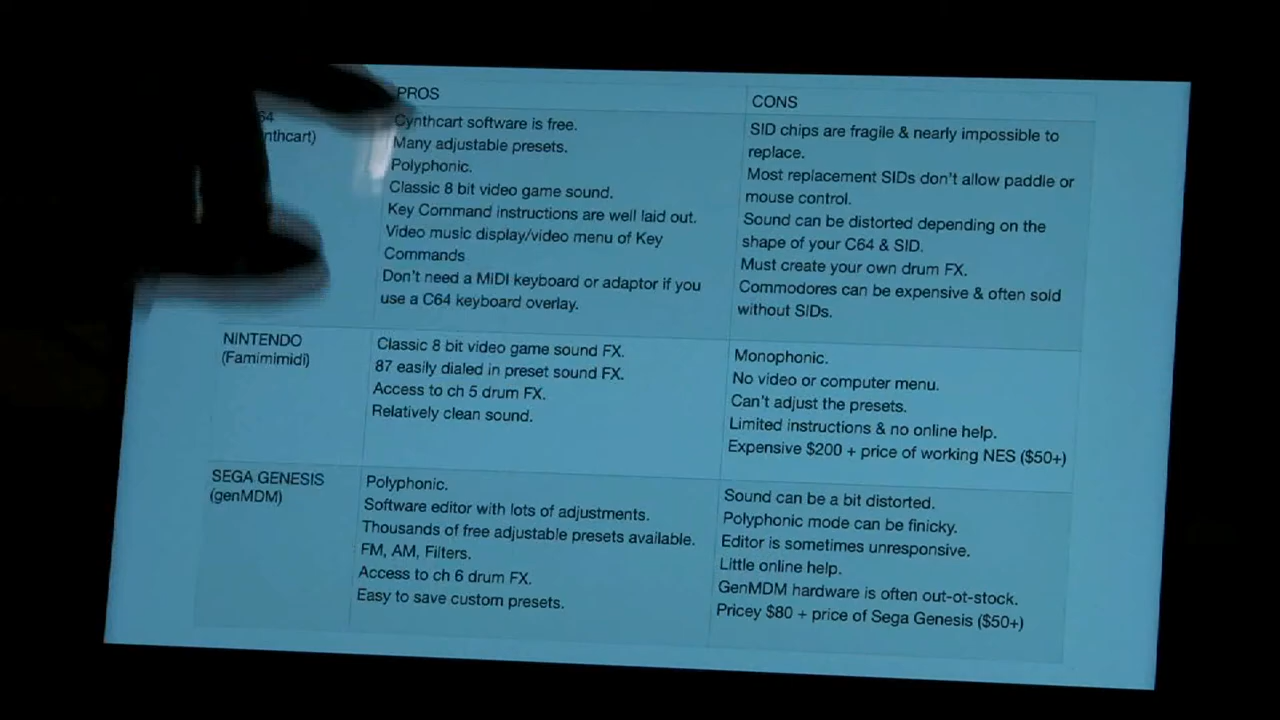 PROS
CONS
64
nthcart)
Cynthcart software is free.
Many adjustable presets.
Polyphonic.
Classic 8 bit video game sound.
Key Command instructions are well laid out.
Video music display/video menu of Key
Commands
Don't need a MIDI keyboard or adaptor if you
use a C64 keyboard overlay.
SID chips are fragile & nearly impossible to
replace.
Most replacement SIDs don't allow paddle or
mouse control.
Sound can be distorted depending on the
shape of your C64 & SID.
Must create your own drum FX.
Commodores can be expensive & often sold
without SIDs.
NINTENDO
(Famimimidi)
Classic 8 bit video game sound FX.
87 easily dialed in preset sound FX.
Access to ch 5 drum FX.
Relatively clean sound.
Monophonic.
No video or computer menu.
Can't adjust the presets.
Limited instructions & no online help.
Expensive $200 + price of working NES ($50+)
SEGA GENESIS
(genMDM)
Polyphonic.
Software editor with lots of adjustments.
Thousands of free adjustable presets available.
FM, AM, Filters.
Access to ch 6 drum FX.
Easy to save custom presets.
Sound can be a bit distorted.
Polyphonic mode can be finicky.
Editor is sometimes unresponsive.
Little online help.
GenMDM hardware is often out-ot-stock.
Pricey $80 + price of Sega Genesis ($50+)